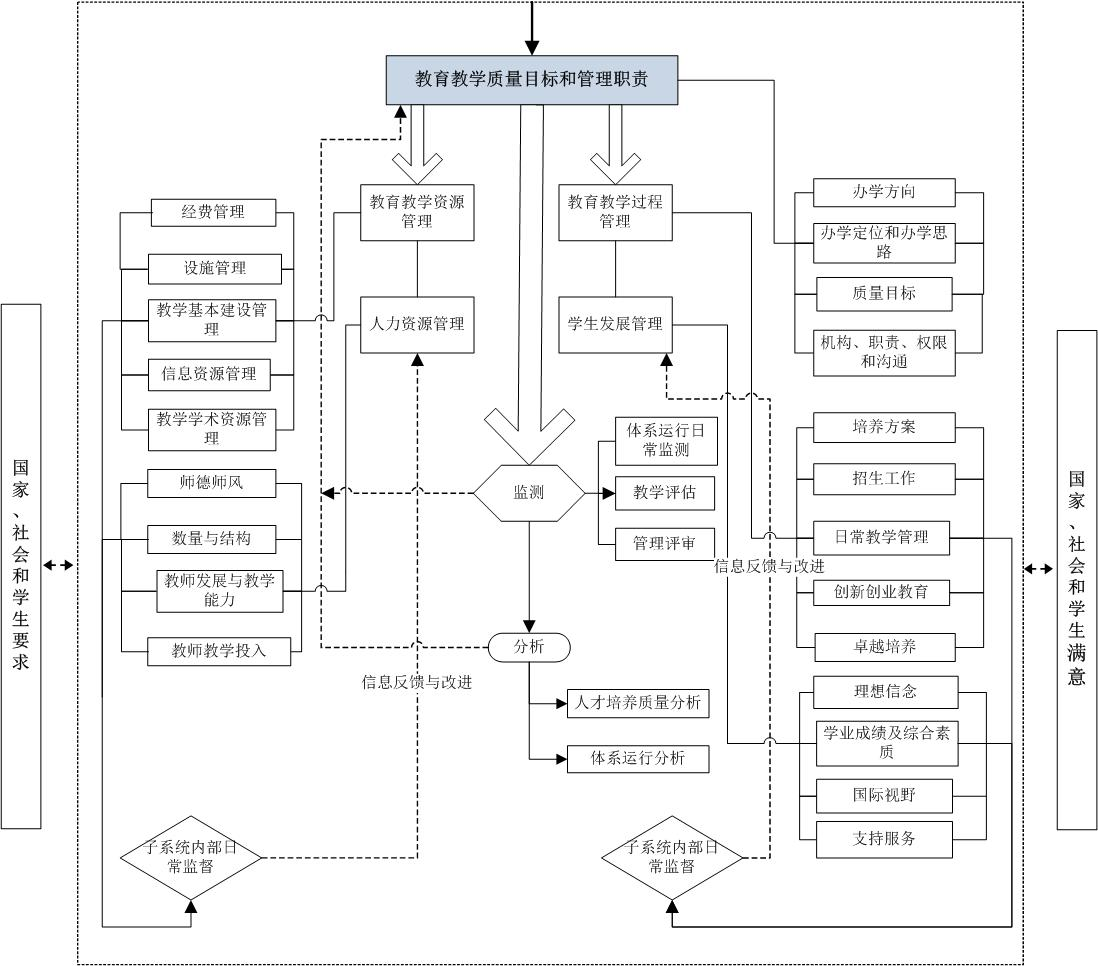 教育教学质量目标和管理职责
教育教学资源
管理
教育教学过程
管理
人力资源管理
学生发展管理
经费管理
设施管理
教学基本建设管
理
信息资源管理
教学学术资源管
理
师德师风
数量与结构
教师发展与教学
能力
教师教学投入
办学方向
办学定位和办学思
路
质量目标
机构、职责、权限
和沟通
培养方案
招生工作
日常教学管理
创新创业教育
卓越培养
理想信念
学业成绩及综合素
质
国际视野
支持服务
监测
体系运行日
常监测
教学评估
管理评审
信息反馈与改进
分析
信息反馈与改进
人才培养质量分析
体系运行分析
子系统内部日
常监督
子系统内部日
常监督
国家、社会和学生要求
国家、社会和学生满意